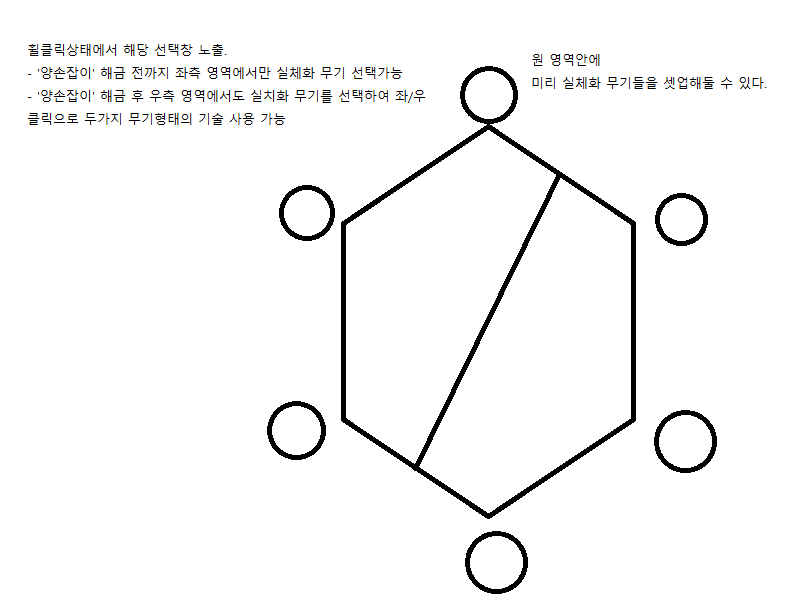 휠클릭상태에서 해당 선택창 노출.
- '양손잡이' 해금 전까지 좌측 영역에서만 실체화 무기 선택가능
- '양손잡이' 해금 후 우측 영역에서도 실치화 무기를 선택하여 좌/우
클릭으로 두가지 무기형태의 기술 사용 가능
원 영역안에
미리 실체화 무기들을 셋업해둘 수 있다.